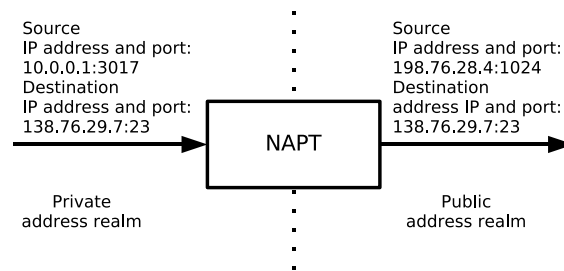 Source
IP address and port:
10.0.0.1:3017
Destination
IP address and port:
138.76.29.7:23
NAPT
Source
IP address and port:
198.76.28.4:1024
Destination
address IP and port:
138.76.29.7:23
Private
address realm
Public
address realm